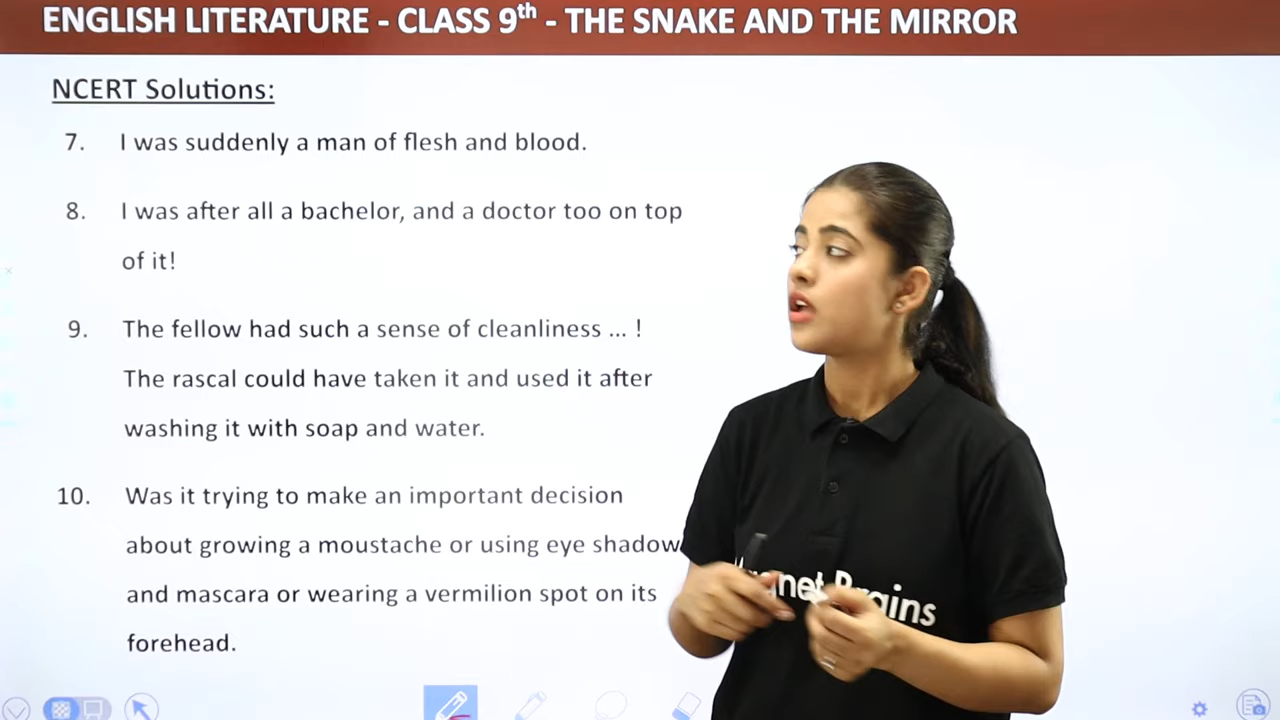 ENGLISH LITERATURE - CLASS 9th - THE SNAKE AND THE MIRROR
NCERT Solutions:
7. I was suddenly a man of flesh and blood.
8. I was after all a bachelor, and a doctor too on top
of it!
9. The fellow had such a sense of cleanliness ... !
The rascal could have taken it and used it after
washing it with soap and water.
10. Was it trying to make an important decision
about growing a moustache or using eye shadow
and mascara or wearing a vermilion spot on its
forehead.
Magnet Brains